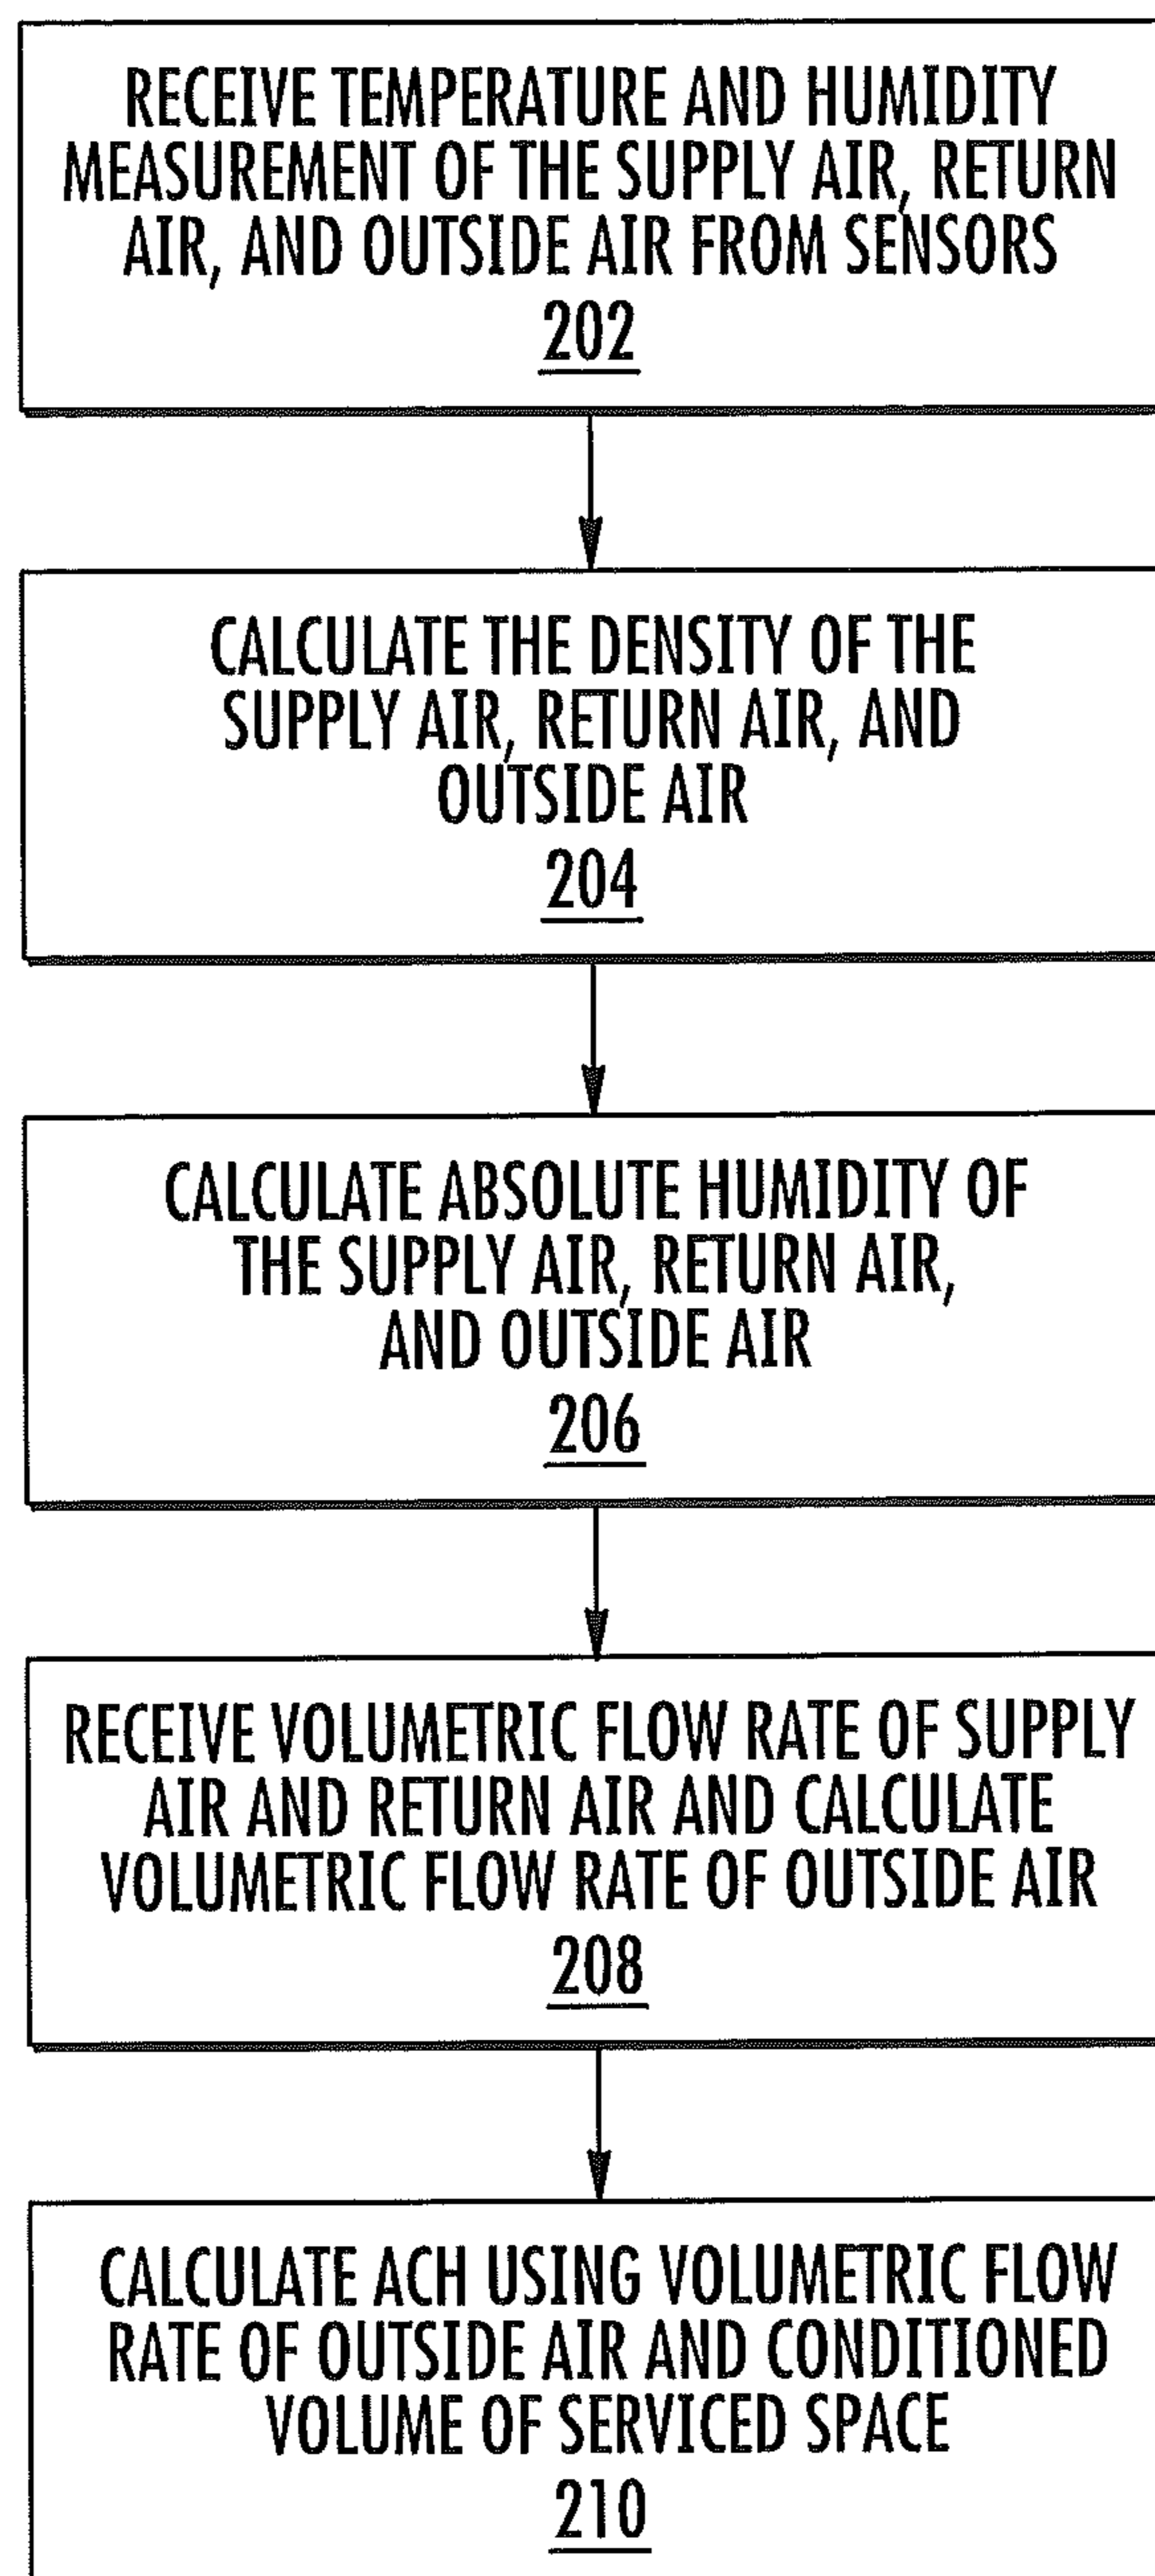 RECEIVE TEMPERATURE AND HUMIDITY
MEASUREMENT OF THE SUPPLY AIR, RETURN
AIR, AND OUTSIDE AIR FROM SENSORS
202
CALCULATE THE DENSITY OF THE
SUPPLY AIR, RETURN AIR, AND
OUTSIDE AIR
204
CALCULATE ABSOLUTE HUMIDITY OF
THE SUPPLY AIR, RETURN AIR,
AND OUTSIDE AIR
206
RECEIVE VOLUMETRIC FLOW RATE OF SUPPLY
AIR AND RETURN AIR AND CALCULATE
VOLUMETRIC FLOW RATE OF OUTSIDE AIR
208
CALCULATE ACH USING VOLUMETRIC FLOW
RATE OF OUTSIDE AIR AND CONDITIONED
VOLUME OF SERVICED SPACE
210